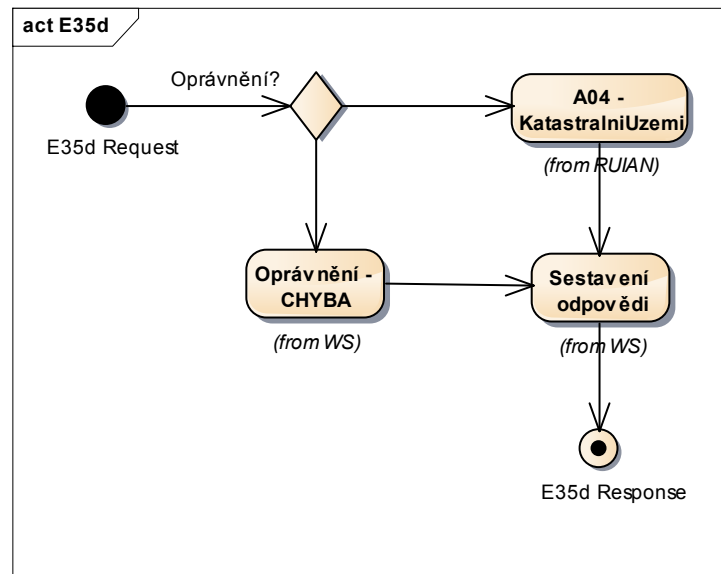 act E35d
Oprávnění?
E35d Request
A04 -
KatastralniUzemi
(from RUIAN)
Oprávnění -
CHYBA
(from WS)
Sestavení
odpovědi
(from WS)
E35d Response